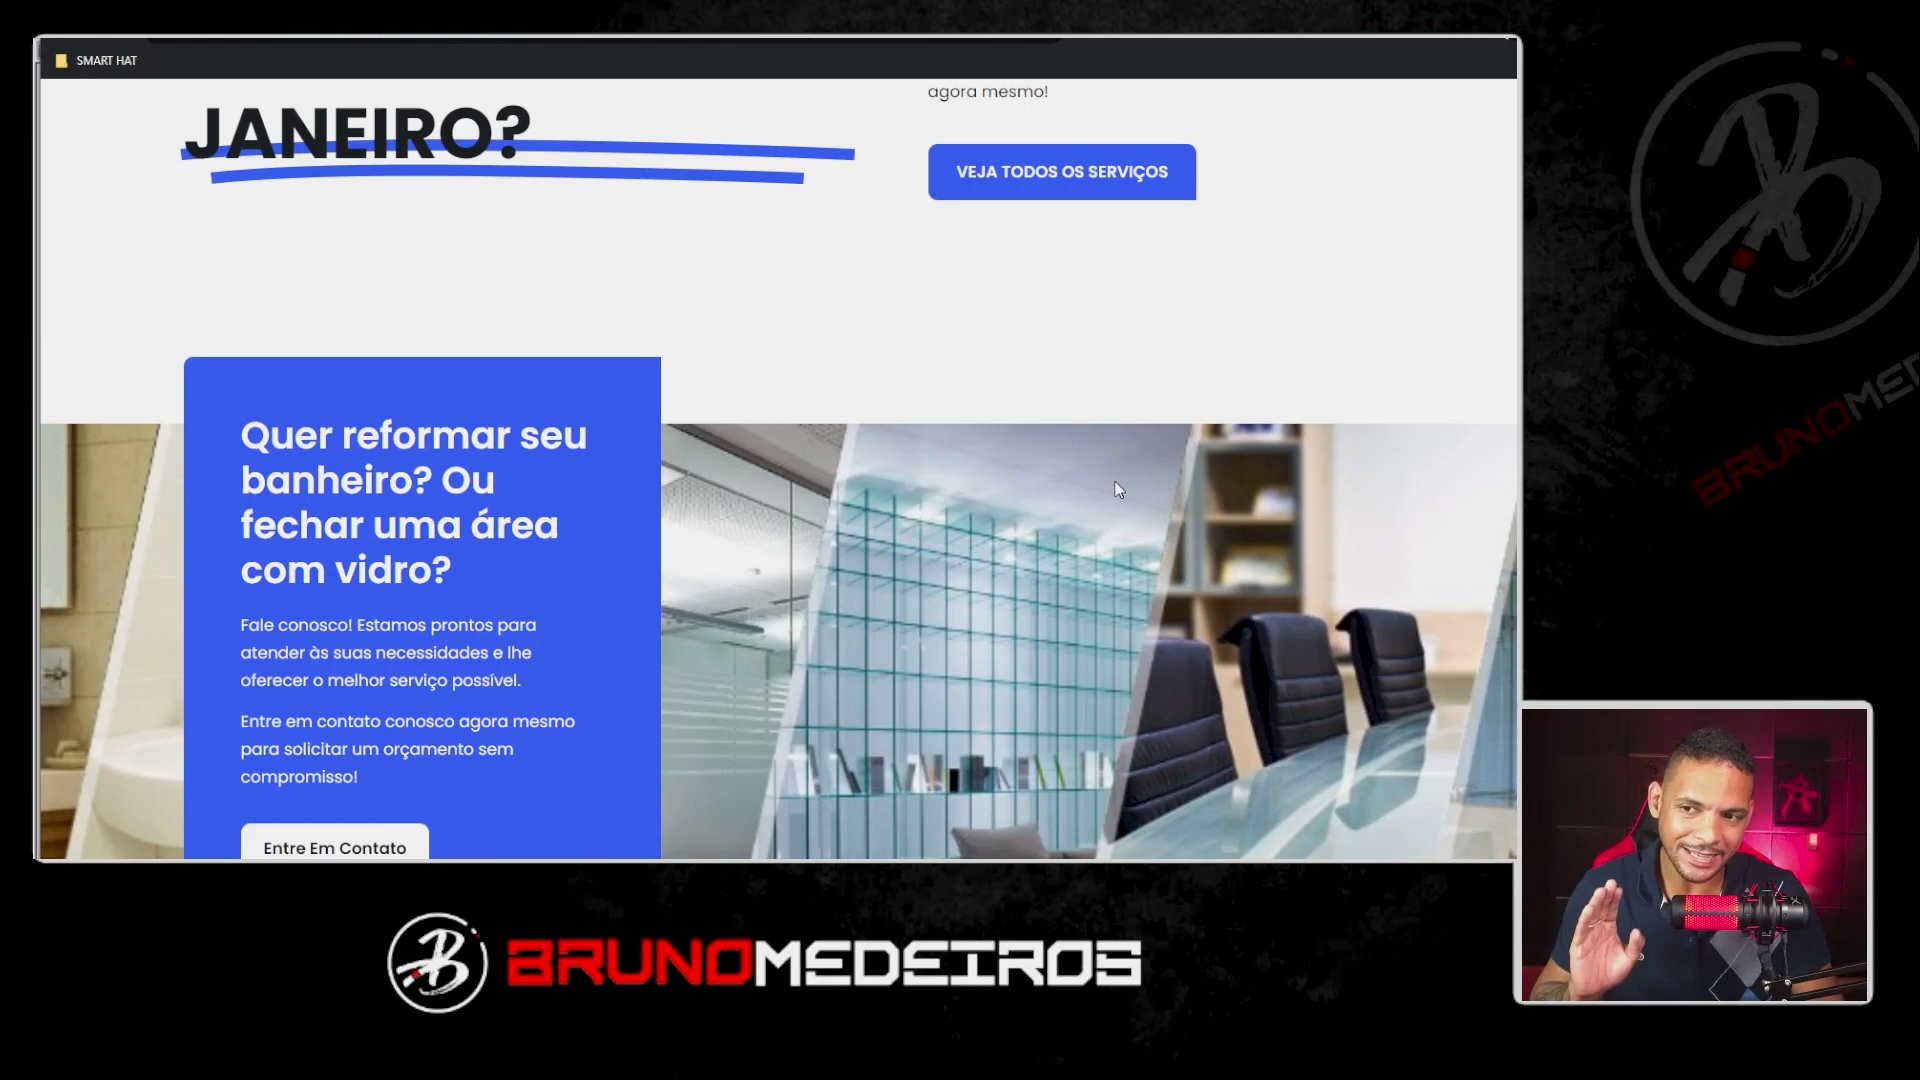 SMART HAT
JANEIRO?
agora mesmo!
VEJA TODOS OS SERVIÇOS
Quer reformar seu
banheiro? Ou
fechar uma área
com vidro?
Fale conosco! Estamos prontos para
atender às suas necessidades e lhe
oferecer o melhor serviço possível.
Entre em contato conosco agora mesmo
para solicitar um orçamento sem
compromisso!
Entre Em Contato
B
BRUNOMED
B BRUNOMEDEIROS